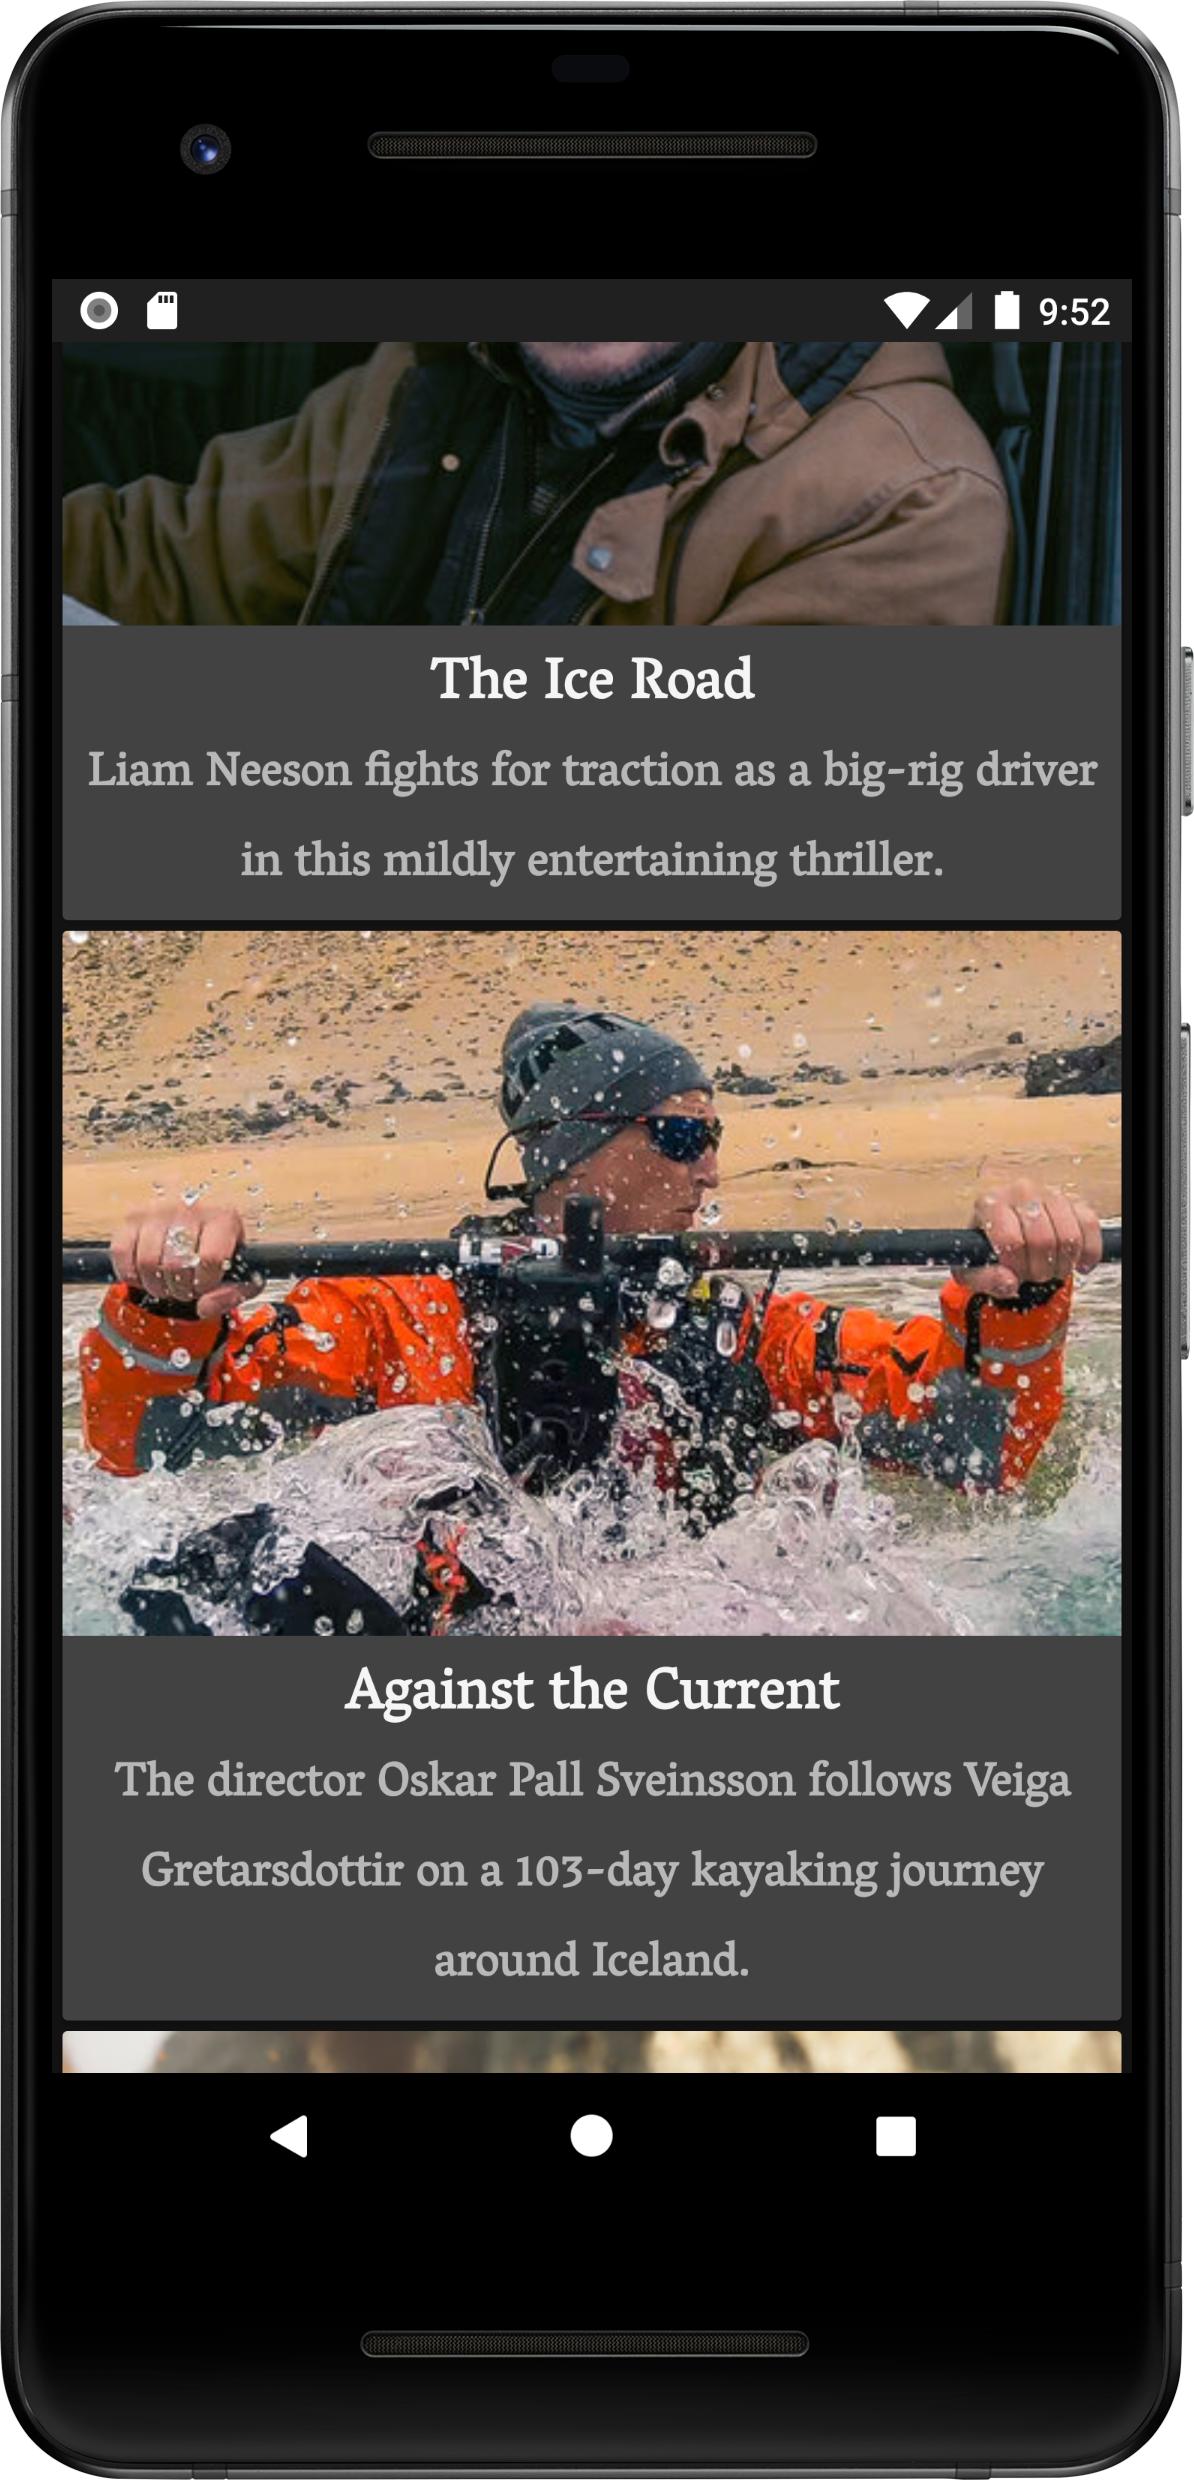 9:52
The Ice Road
Liam Neeson fights for traction as a big-rig driver
in this mildly entertaining thriller.
Against the Current
The director Oskar Pall Sveinsson follows Veiga
Gretarsdottir on a 103-day kayaking journey
around Iceland.